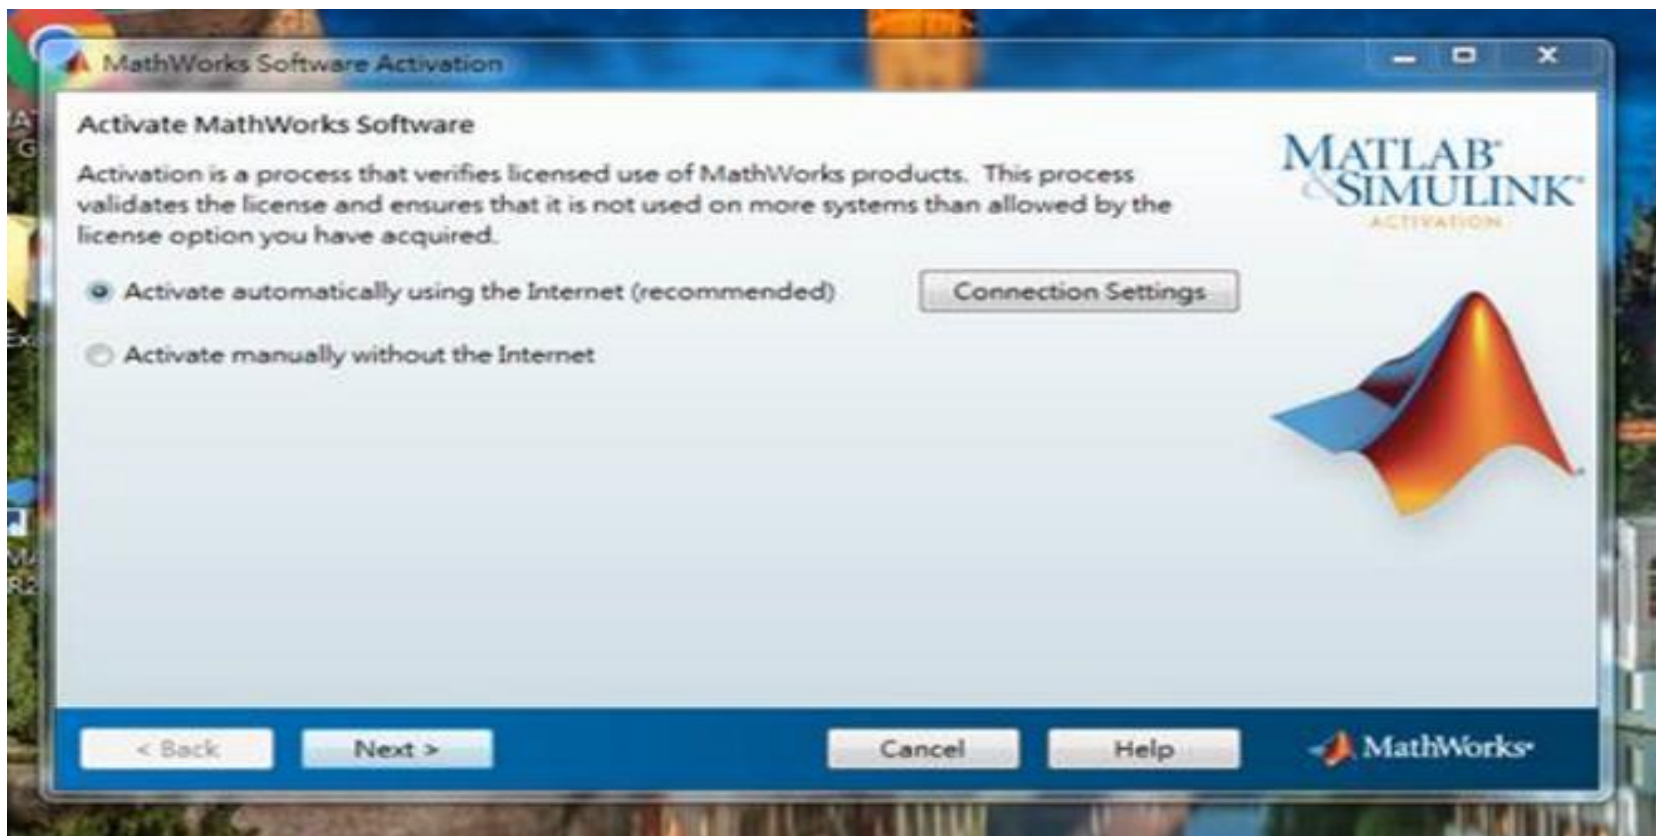 MathWorks Software Activation
Activate MathWorks Software
Activation is a process that verifies licensed use of MathWorks products. This process
validates the license and ensures that it is not used on more systems than allowed by the
license option you have acquired.
MATLAB®
&SIMULINK®
ACTIVATION
Activate automatically using the Internet (recommended)
Connection Settings
Activate manually without the Internet
< Back
Next >
Cancel
Help
MathWorks®